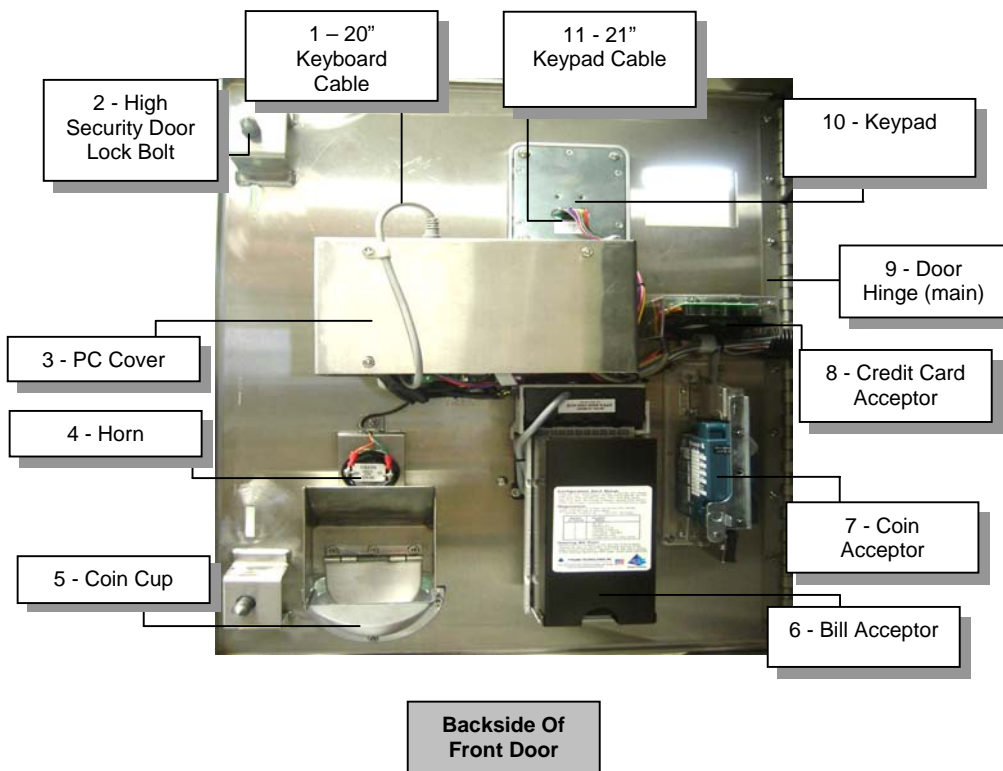 1 – 20”
Keyboard
Cable
11 - 21”
Keypad Cable
2 - High
Security Door
Lock Bolt
10 - Keypad
9 - Door
Hinge (main)
3 - PC Cover
8 - Credit Card
Acceptor
4 - Horn
7 - Coin
Acceptor
5 - Coin Cup
6 - Bill Acceptor
Backside Of
Front Door